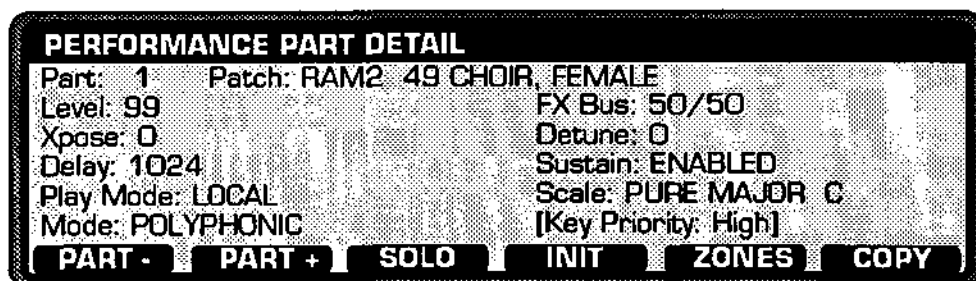 PERFORMANCE PART DETAIL
Part: 1 Patch: RAM2 49 CHOIR, FEMALE
Level: 99 FX Bus: 50/50
Xpose: 0 Detune: 0
Delay: 1024 Sustain: ENABLED
Play Mode: LOCAL Scale: PURE MAJOR C
Mode: POLYPHONIC [Key Priority: High]
PART - PART + SOLO INIT ZONES COPY